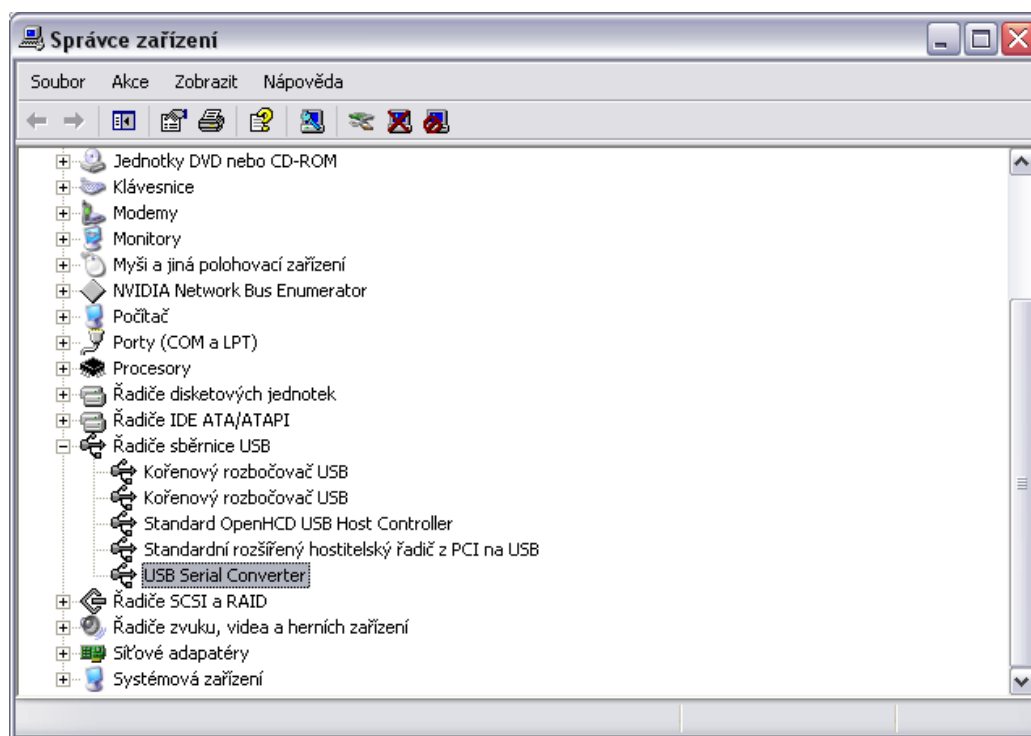 Správce zařízení
Soubor Akce Zobrazit Nápověda
Jednotky DVD nebo CD-ROM
Klávesnice
Modemy
Monitory
Myši a jiná polohovací zařízení
NVIDIA Network Bus Enumerator
Počítač
Porty (COM a LPT)
Procesory
Řadiče disketových jednotek
Řadiče IDE ATA/ATAPI
Řadiče sběrnice USB
Kořenový rozbočovač USB
Kořenový rozbočovač USB
Standard OpenHCD USB Host Controller
Standardní rozšířený hostitelský řadič z PCI na USB
USB Serial Converter
Řadiče SCSI a RAID
Řadiče zvuku, videa a herních zařízení
Síťové adapatéry
Systémová zařízení